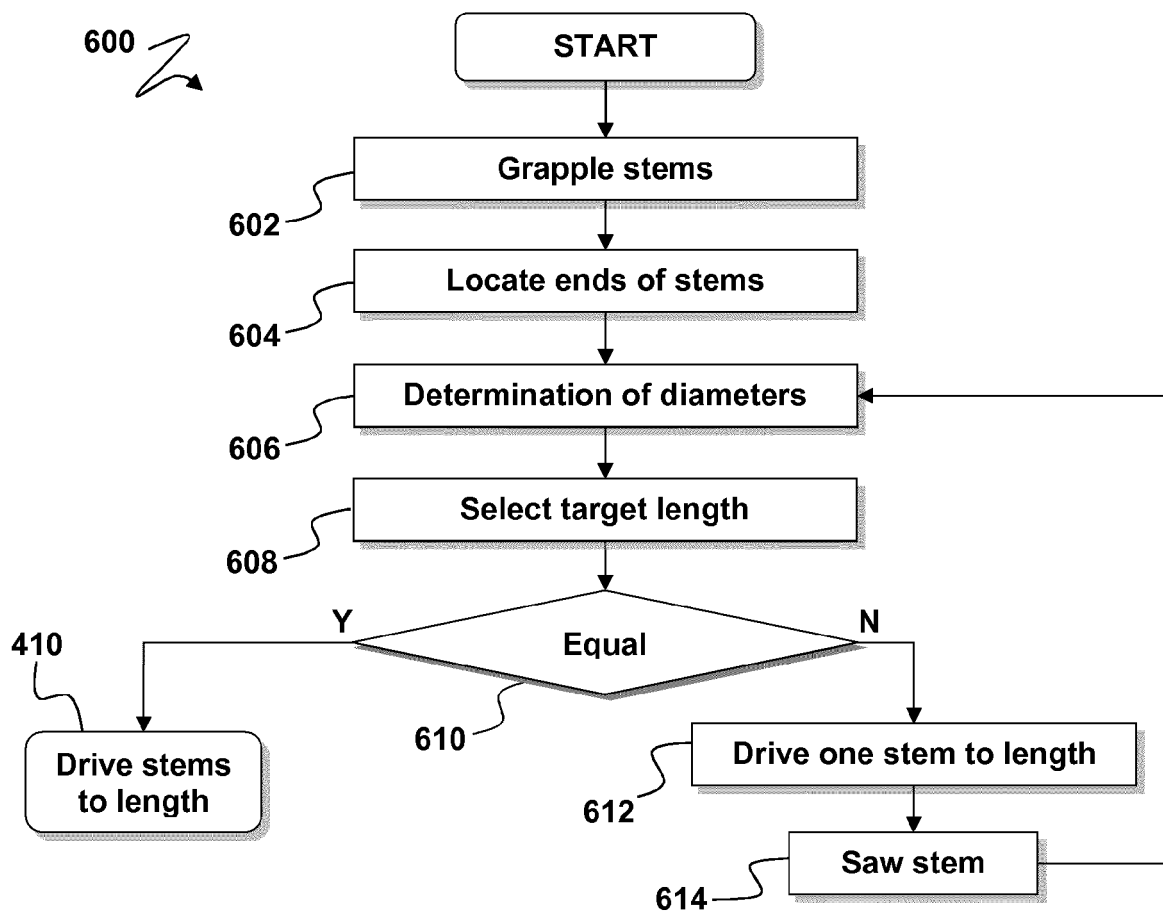 600
START
Grapple stems
602
Locate ends of stems
604
Determination of diameters
606
Select target length
608
Y
N
Equal
410
610
Drive stems
to length
Drive one stem to length
612
Saw stem
614